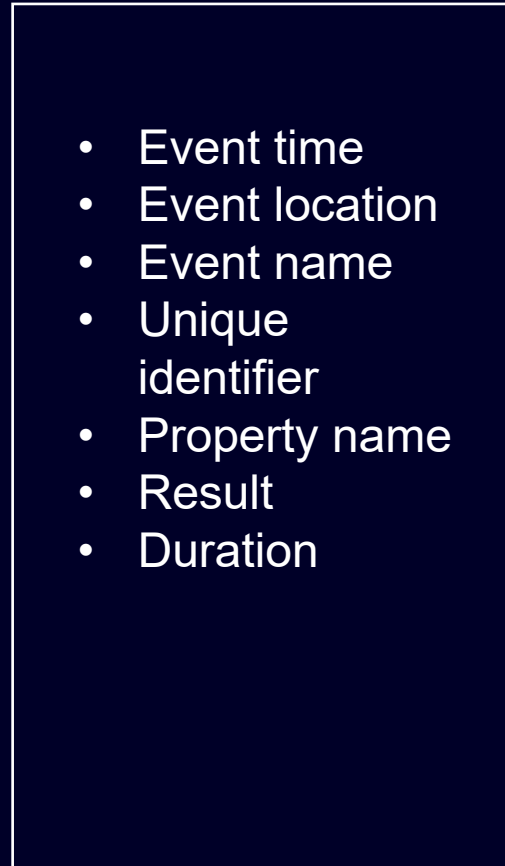 • Event time
• Event location
• Event name
• Unique
identifier
• Property name
• Result
• Duration